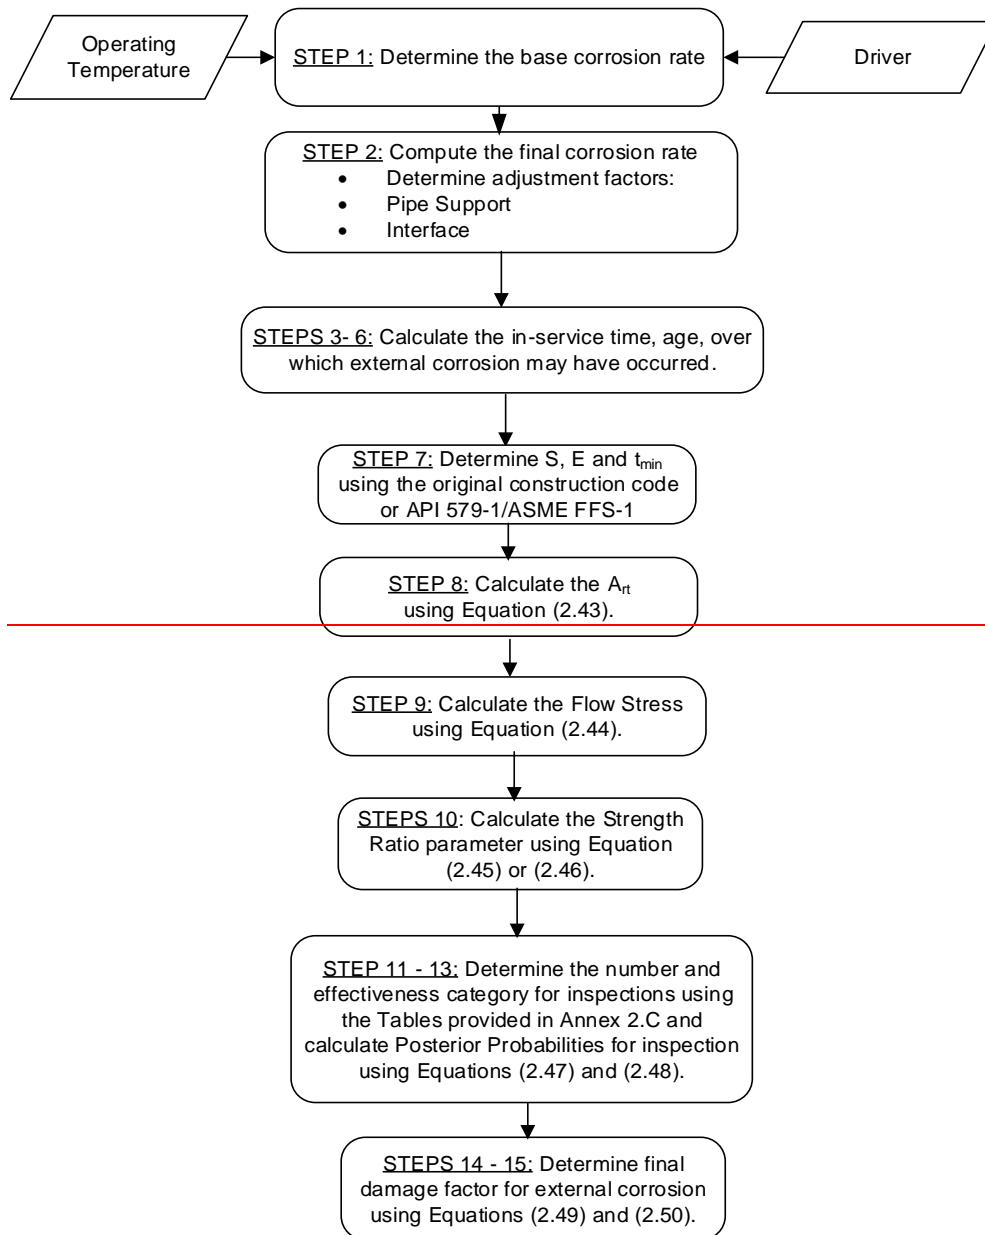 Operating
Temperature
STEP 1: Determine the base corrosion rate
Driver
STEP 2: Compute the final corrosion rate
• Determine adjustment factors:
• Pipe Support
• Interface
STEPS 3- 6: Calculate the in-service time, age, over
which external corrosion may have occurred.
STEP 7: Determine S, E and tmin
using the original construction code
or API 579-1/ASME FFS-1
STEP 8: Calculate the Art
using Equation (2.43).
STEP 9: Calculate the Flow Stress
using Equation (2.44).
STEPS 10: Calculate the Strength
Ratio parameter using Equation
(2.45) or (2.46).
STEP 11 - 13: Determine the number and
effectiveness category for inspections using
the Tables provided in Annex 2.C and
calculate Posterior Probabilities for inspection
using Equations (2.47) and (2.48).
STEPS 14 - 15: Determine final
damage factor for external corrosion
using Equations (2.49) and (2.50).